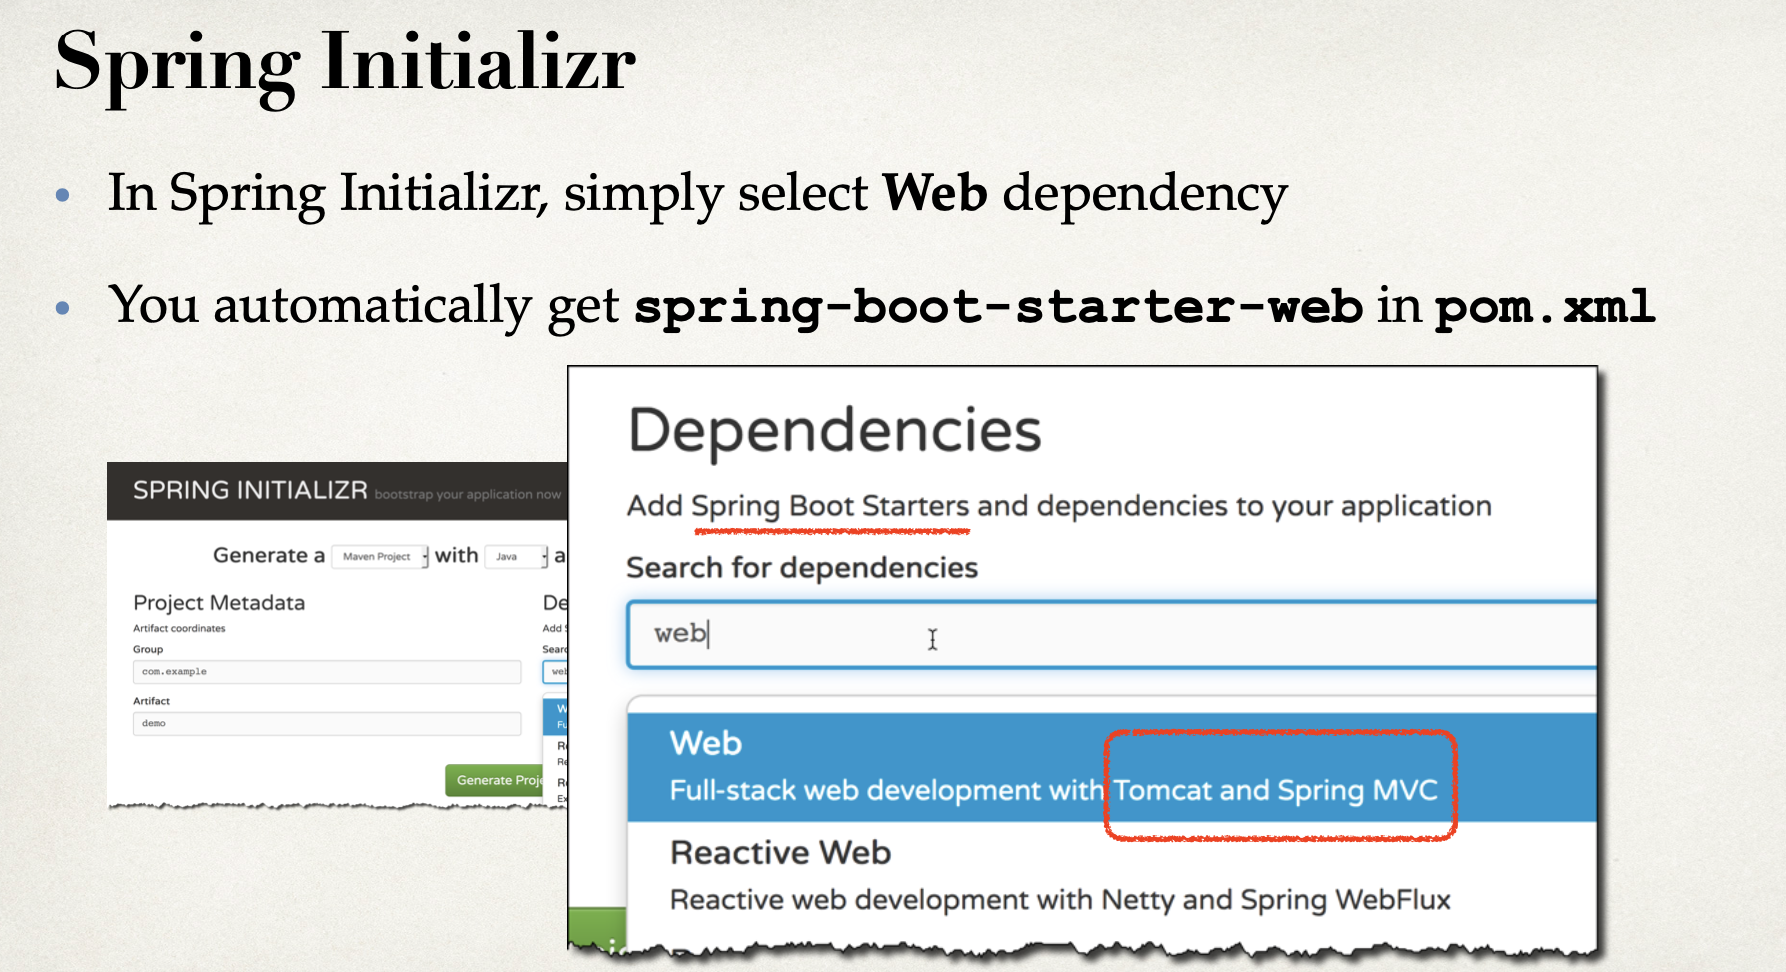 Spring Initializr
In Spring Initializr, simply select Web dependency
You automatically get spring-boot-starter-web in pom.xml
SPRING INITIALIZR bootstrap your application now
Generate a Maven Project with Java a
Project Metadata
Artifact coordinates
Group
com.example
Artifact
demo
Generate Proj
De
Add
Sear
web
Dependencies
Add Spring Boot Starters and dependencies to your application
Search for dependencies
web
Web
Full-stack web development with Tomcat and Spring MVC
Reactive Web
Reactive web development with Netty and Spring WebFlux